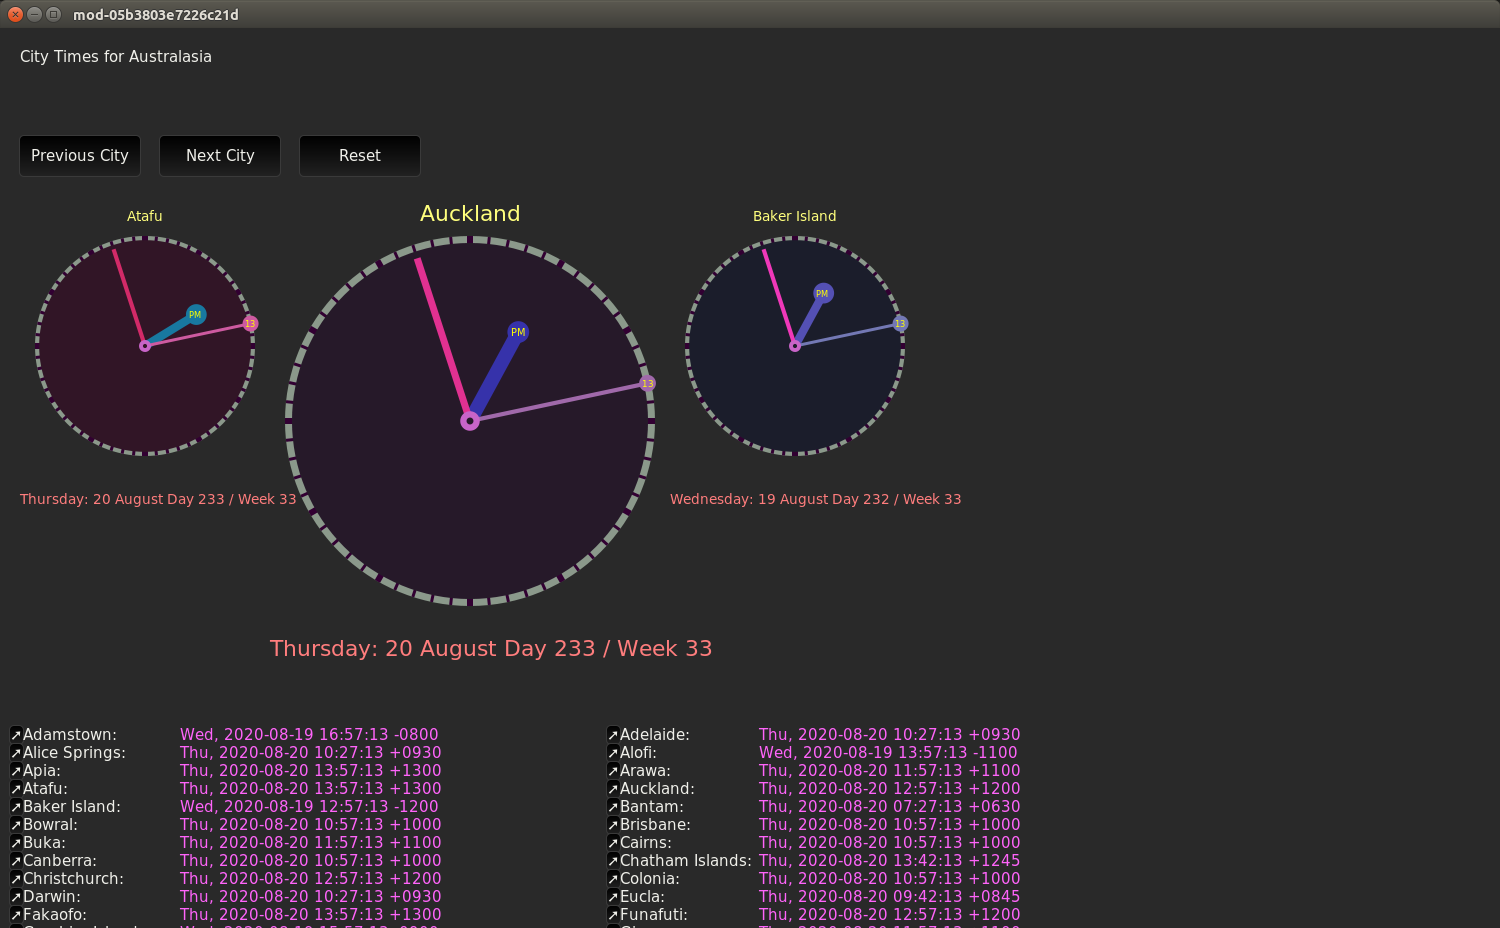 mod-05b3803e7226c21d
City Times for Australasia
Previous City Next City Reset
Atafu Auckland Baker Island
PM 13 PM 13 PM 13
Thursday: 20 August Day 233 / Week 33 Wednesday: 19 August Day 232 / Week 33
Thursday: 20 August Day 233 / Week 33
➚Adamstown: Wed, 2020-08-19 16:57:13 -0800 ➚Adelaide: Thu, 2020-08-20 10:27:13 +0930
➚Alice Springs: Thu, 2020-08-20 10:27:13 +0930 ➚Alofi: Wed, 2020-08-19 13:57:13 -1100
➚Apia: Thu, 2020-08-20 13:57:13 +1300 ➚Arawa: Thu, 2020-08-20 11:57:13 +1100
➚Atafu: Thu, 2020-08-20 13:57:13 +1300 ➚Auckland: Thu, 2020-08-20 12:57:13 +1200
➚Baker Island: Wed, 2020-08-19 12:57:13 -1200 ➚Bantam: Thu, 2020-08-20 07:27:13 +0630
➚Bowral: Thu, 2020-08-20 10:57:13 +1000 ➚Brisbane: Thu, 2020-08-20 10:57:13 +1000
➚Buka: Thu, 2020-08-20 11:57:13 +1100 ➚Cairns: Thu, 2020-08-20 10:57:13 +1000
➚Canberra: Thu, 2020-08-20 10:57:13 +1000 ➚Chatham Islands: Thu, 2020-08-20 13:42:13 +1245
➚Christchurch: Thu, 2020-08-20 12:57:13 +1200 ➚Colonia: Thu, 2020-08-20 10:57:13 +1000
➚Darwin: Thu, 2020-08-20 10:27:13 +0930 ➚Eucla: Thu, 2020-08-20 09:42:13 +0845
➚Fakaofo: Thu, 2020-08-20 13:57:13 +1300 ➚Funafuti: Thu, 2020-08-20 12:57:13 +1200